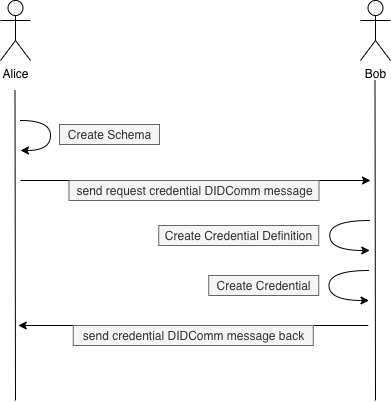 Alice
Bob
Create Schema
send request credential DIDComm message
Create Credential Definition
Create Credential
send credential DIDComm message back